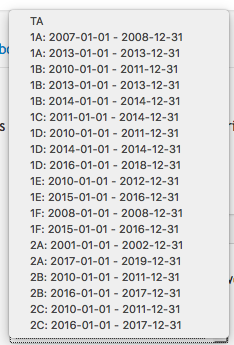 TA
1A: 2007-01-01 - 2008-12-31
1A: 2013-01-01 - 2013-12-31
1B: 2010-01-01 - 2011-12-31
1B: 2013-01-01 - 2013-12-31
1B: 2014-01-01 - 2014-12-31
1C: 2011-01-01 - 2014-12-31
1D: 2010-01-01 - 2011-12-31
1D: 2014-01-01 - 2014-12-31
1D: 2016-01-01 - 2018-12-31
1E: 2010-01-01 - 2012-12-31
1E: 2015-01-01 - 2016-12-31
1F: 2008-01-01 - 2008-12-31
1F: 2015-01-01 - 2016-12-31
2A: 2001-01-01 - 2002-12-31
2A: 2017-01-01 - 2019-12-31
2B: 2010-01-01 - 2011-12-31
2B: 2016-01-01 - 2017-12-31
2C: 2010-01-01 - 2011-12-31
2C: 2016-01-01 - 2017-12-31